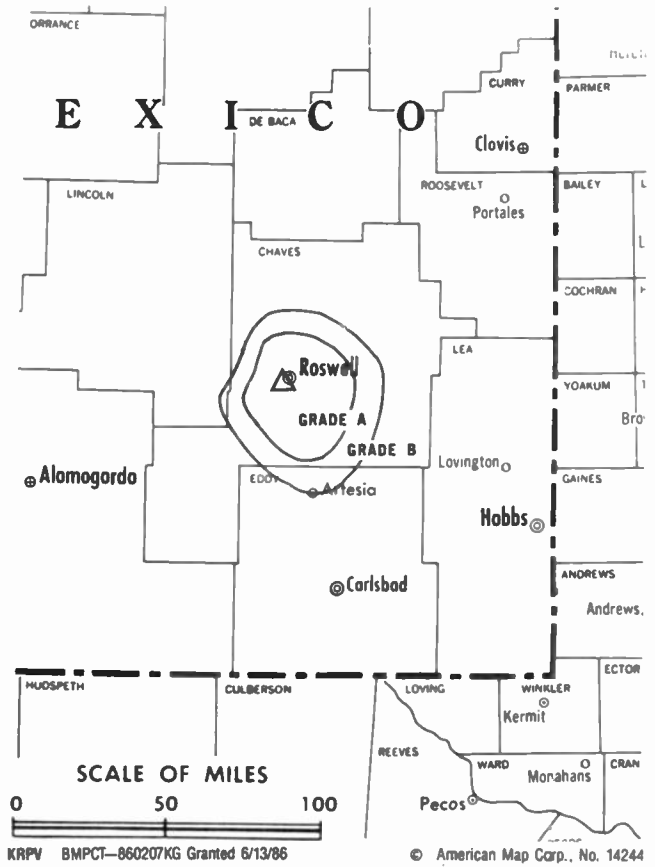 ORRANCE
CURRY
PARMER
E X I C O
DE BACA
Clovis
LINCOLN
ROOSEVELT
BAILEY
L
Portales
CHAVES
L
COCHRAN
H
LEA
Roswell
YOAKUM
T
GRADE A
Bro
GRADE B
Lovington
Alamogordo
EDDY
GAINES
Artesia
Hobbs
Carlsbad
ANDREWS
Andrews,
ECTOR
HUDSPETH
CULBERSON
LOVING
WINKLER
Kermit
REEVES
WARD
CRAN
SCALE OF MILES
Monahans
0 50 100
Pecos
KRPV BMPCT—860207KG Granted 6/13/86
© American Map Corp., No. 14244